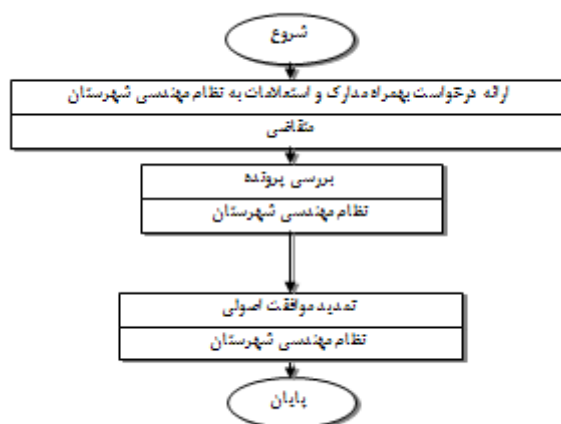 شروع
ارائه درخواست بهمراه مدارک و استعلامات به نظام مهندسی شهرستان
متقاضی
بررسی پرونده
نظام مهندسی شهرستان
تمدید موافقت اصولی
نظام مهندسی شهرستان
پایان